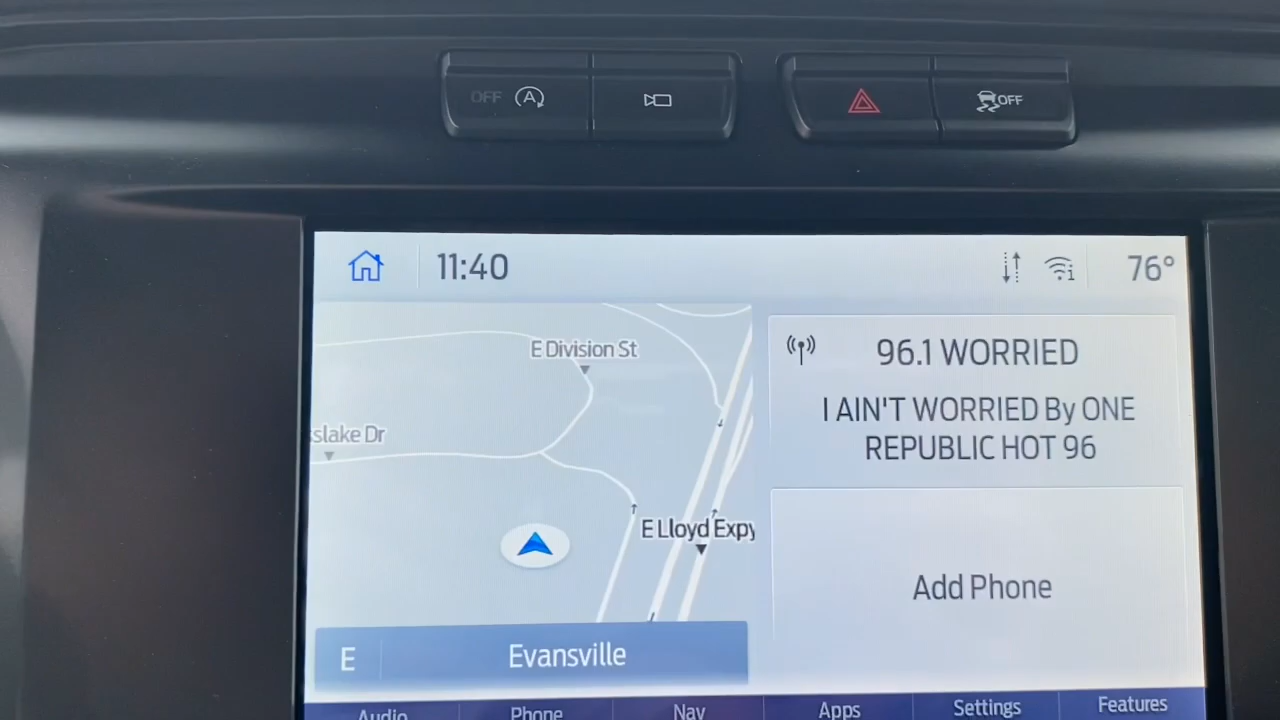 OFF A
OFF
11:40
76°
E Division St
slake Dr
E Lloyd Expy
E
Evansville
96.1 WORRIED
I AIN'T WORRIED By ONE
REPUBLIC HOT 96
Add Phone
Audio Phone Nav Apps Settings Features